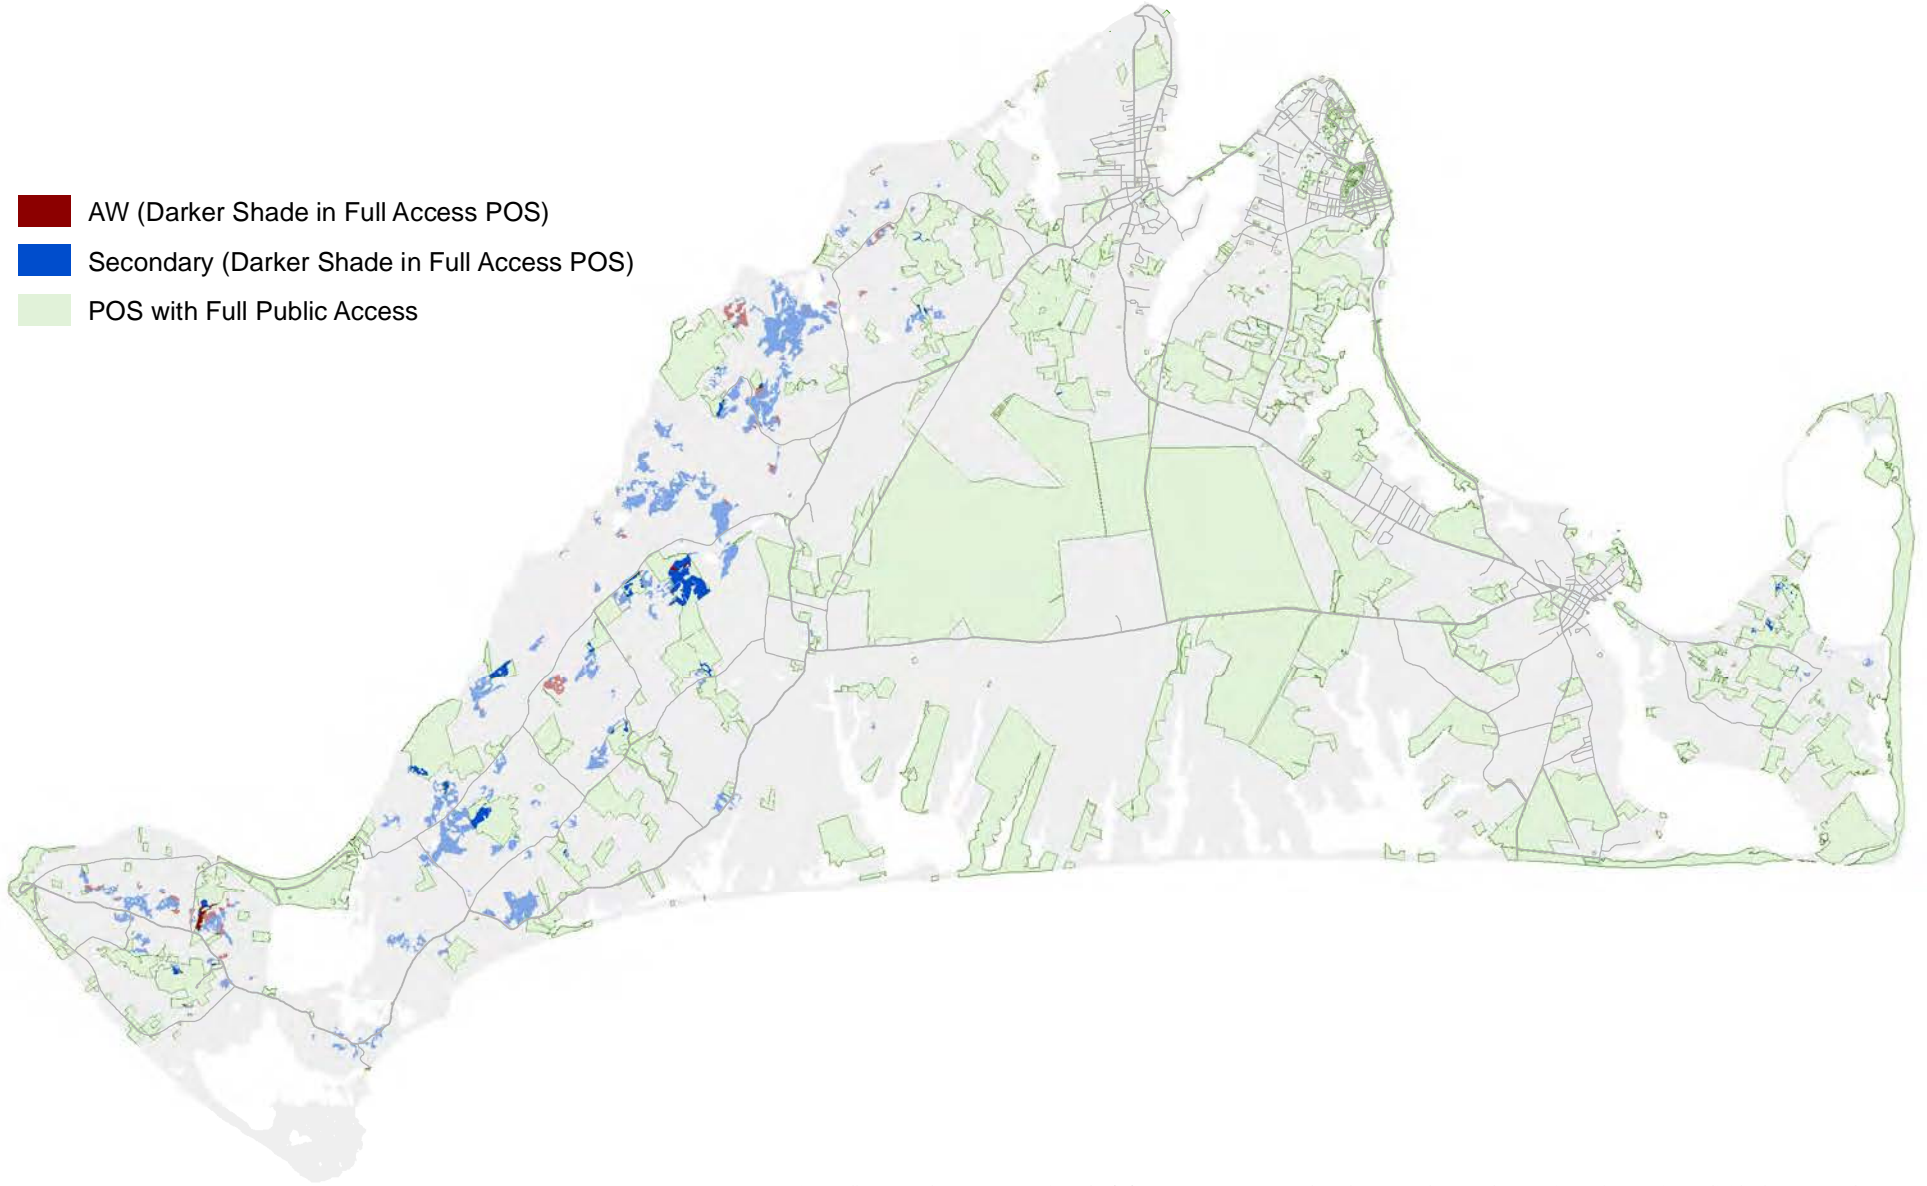 AW (Darker Shade in Full Access POS)
Secondary (Darker Shade in Full Access POS)
POS with Full Public Access